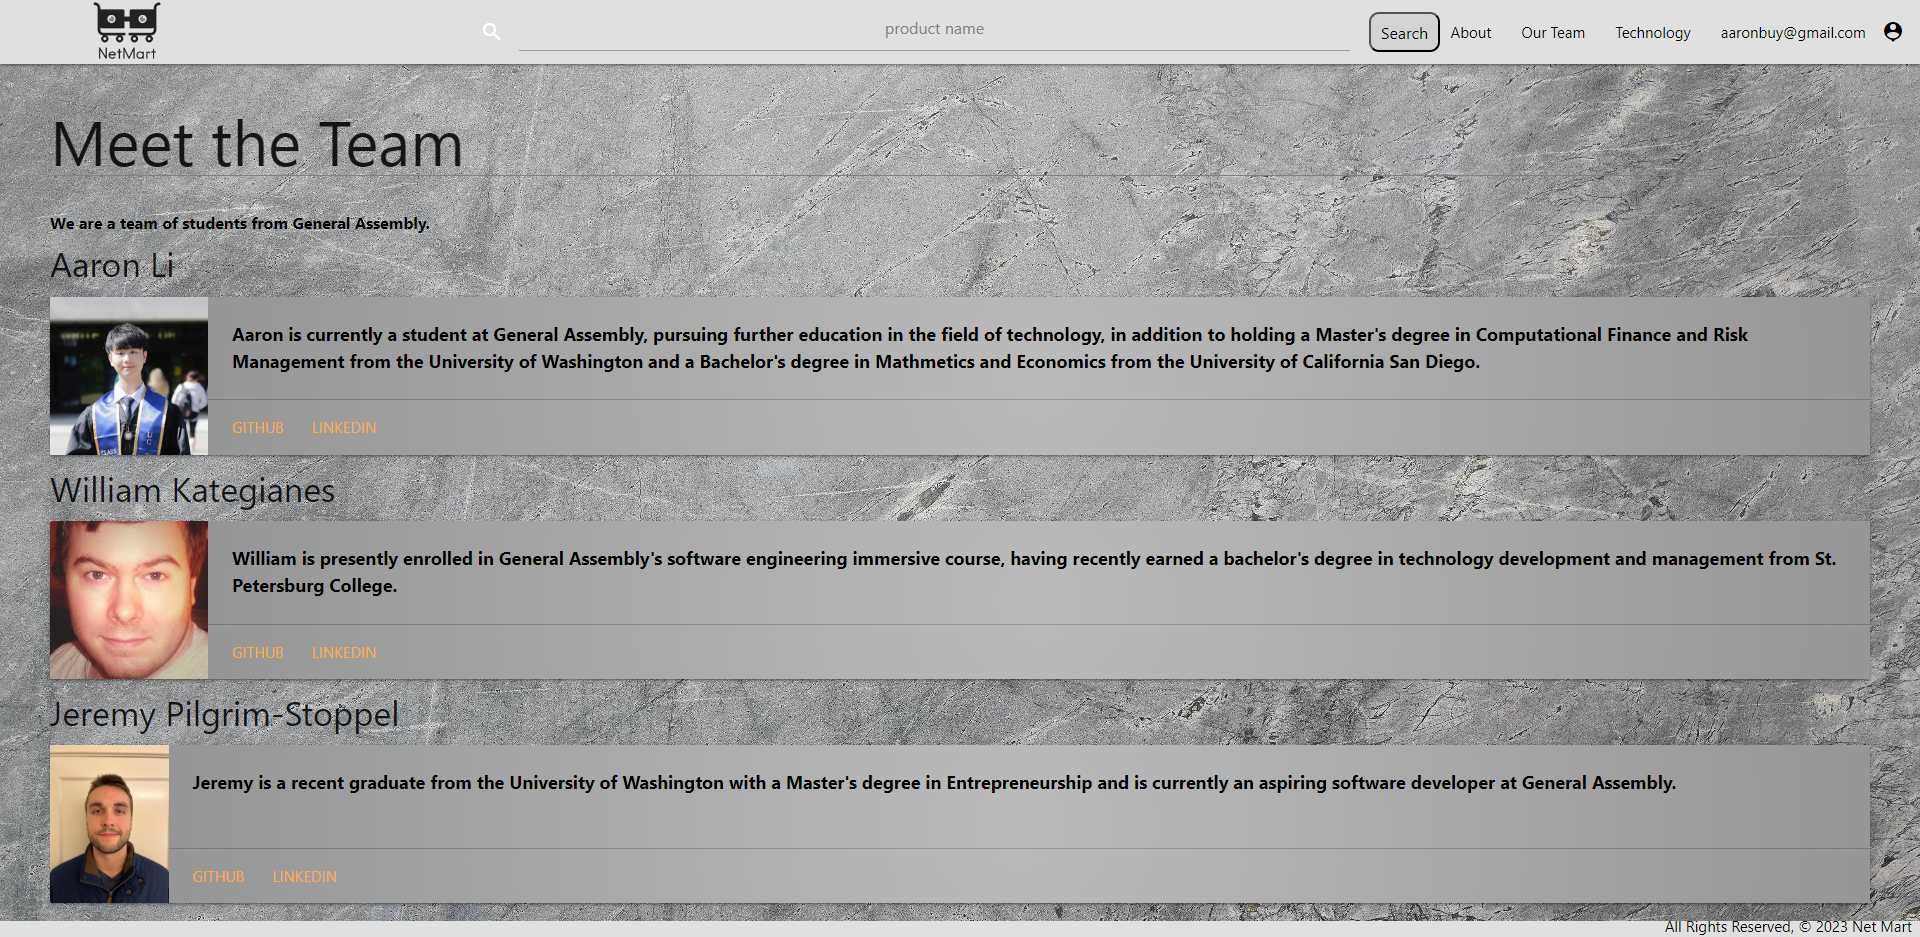 NetMart
product name
Search
About
Our Team
Technology
aaronbuy@gmail.com
Meet the Team
We are a team of students from General Assembly.
Aaron Li
Aaron is currently a student at General Assembly, pursuing further education in the field of technology, in addition to holding a Master's degree in Computational Finance and Risk
Management from the University of Washington and a Bachelor's degree in Mathmetics and Economics from the University of California San Diego.
GITHUB LINKEDIN
William Kategianes
William is presently enrolled in General Assembly's software engineering immersive course, having recently earned a bachelor's degree in technology development and management from St.
Petersburg College.
GITHUB LINKEDIN
Jeremy Pilgrim-Stoppel
Jeremy is a recent graduate from the University of Washington with a Master's degree in Entrepreneurship and is currently an aspiring software developer at General Assembly.
GITHUB LINKEDIN
All Rights Reserved, © 2023 Net Mart